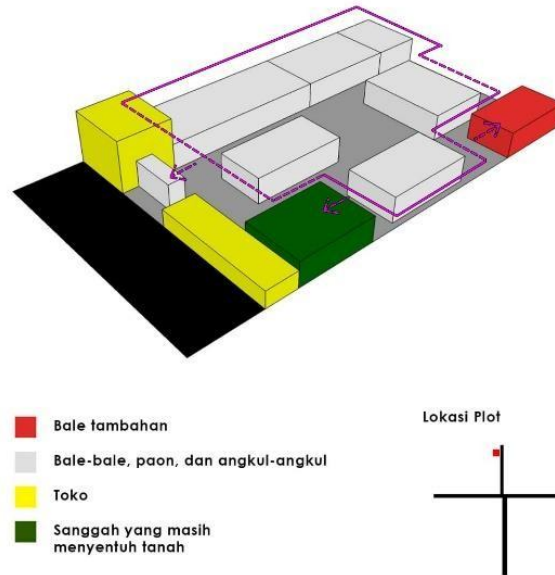 Bale tambahan
Bale-bale, paon, dan angkul-angkul
Toko
Sanggah yang masih
menyentuh tanah
Lokasi Plot